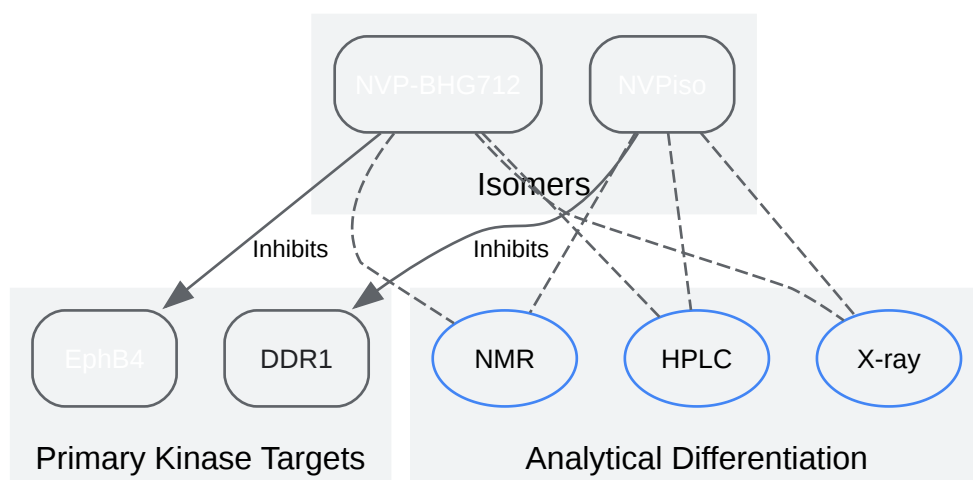 NVP-BHG712
NVPiso
Isomers
Inhibits
Inhibits
EphB4
DDR1
NMR
HPLC
X-ray
Primary Kinase Targets
Analytical Differentiation